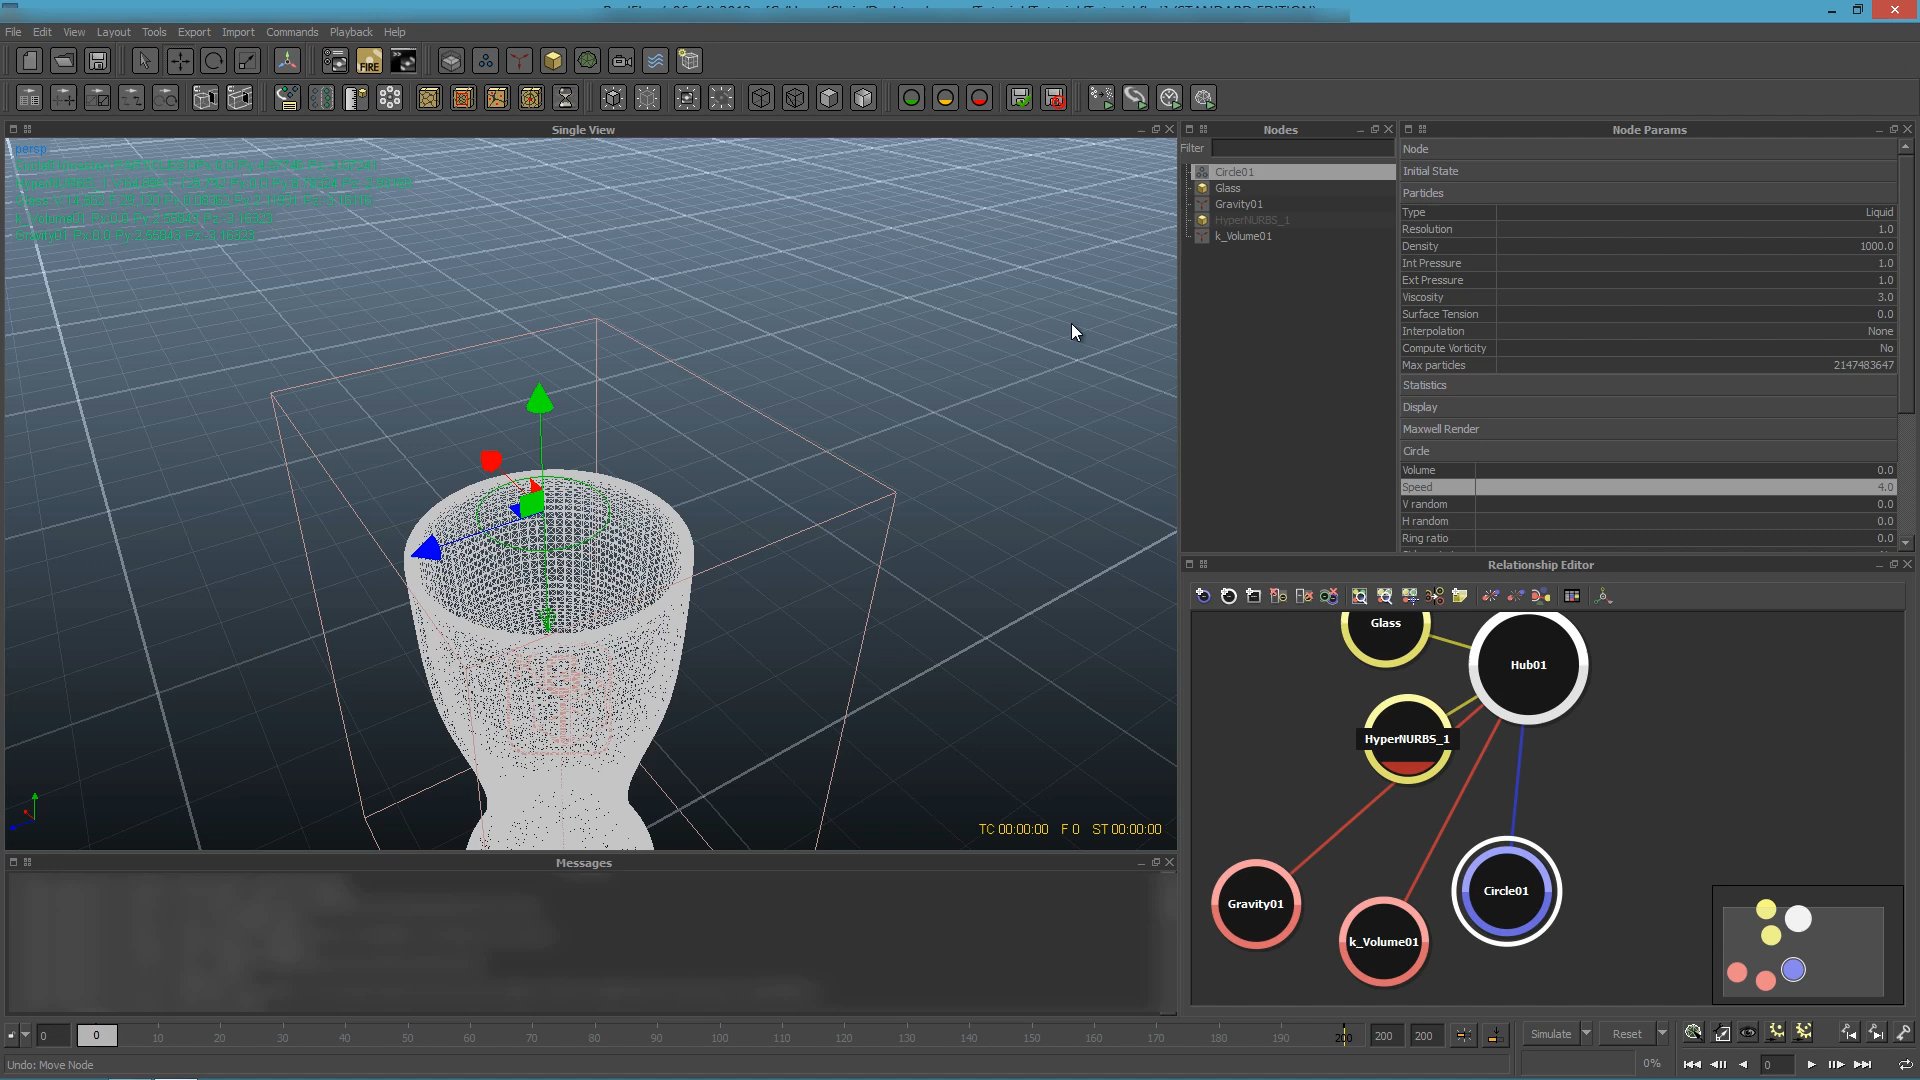 File Edit View Layout Tools Export Import Commands Playback Help
FIRE
Single View
persp
TC 00:00:00 F 0 ST 00:00:00
Messages
Nodes
Filter
Circle01
Glass
Gravity01
HyperNURBS_1
k_Volume01
Node Params
Node
Initial State
Particles
Type Liquid
Resolution 1.0
Density 1000.0
Int Pressure 1.0
Ext Pressure 1.0
Viscosity 3.0
Surface Tension 0.0
Interpolation None
Compute Vorticity No
Max particles 2147483647
Statistics
Display
Maxwell Render
Circle
Volume 0.0
Speed 4.0
V random 0.0
H random 0.0
Ring ratio 0.0
Relationship Editor
Glass
Hub01
HyperNURBS_1
Gravity01
k_Volume01
Circle01
0 0 10 20 30 40 50 60 70 80 90 100 110 120 130 140 150 160 170 180 190 200 200 200
Simulate Reset
Undo: Move Node
0% 0